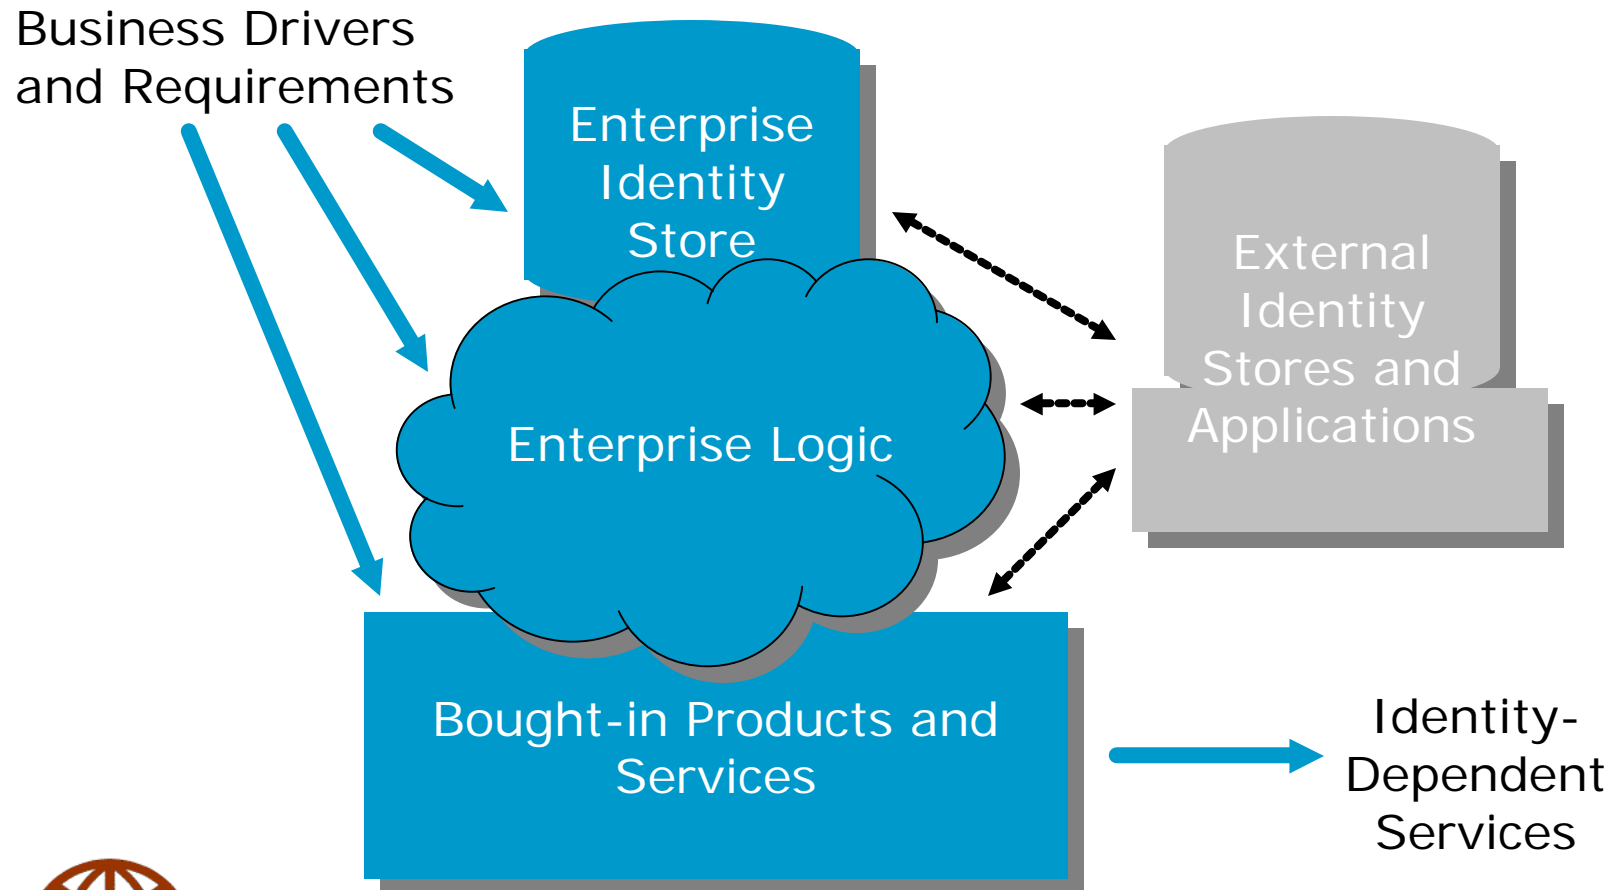 Business Drivers
and Requirements
Enterprise
Identity
Store
External
Identity
Stores and
Applications
Enterprise Logic
Bought-in Products and
Services
Identity-
Dependent
Services